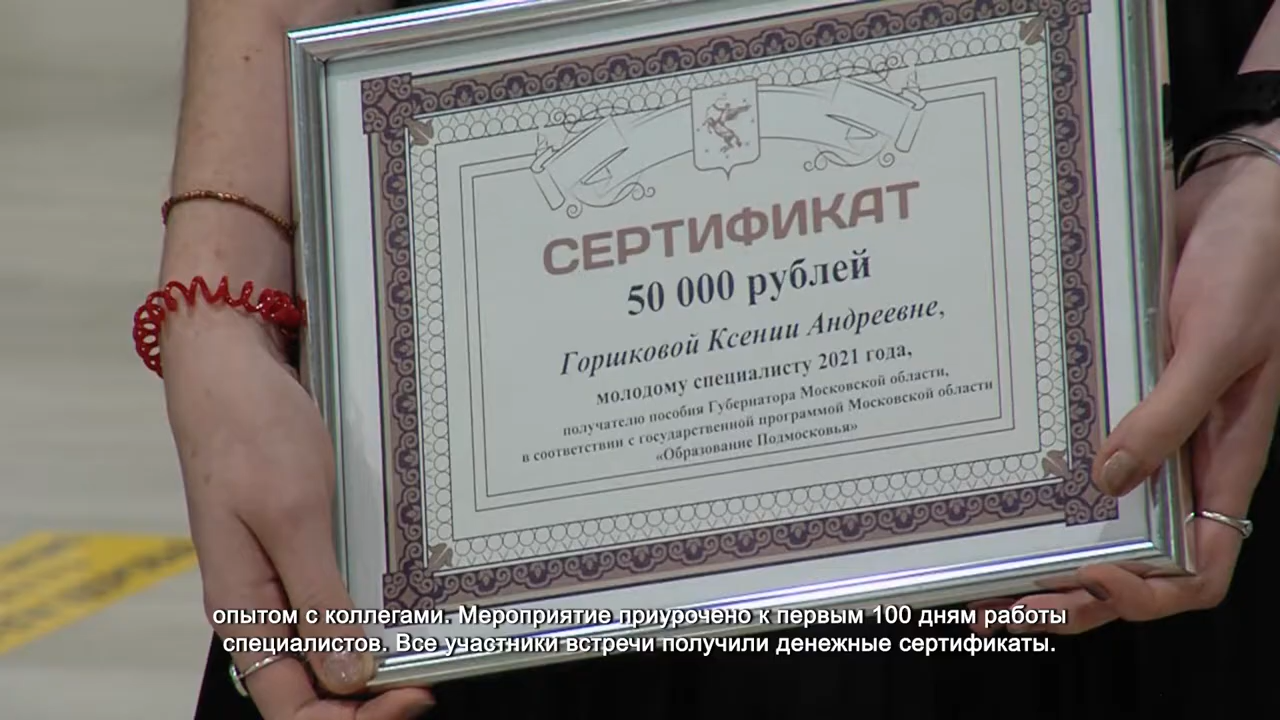 СЕРТИФИКАТ
50 000 рублей
Горшковой Ксении Андреевне,
молодому специалисту 2021 года,
получателю пособия Губернатора Московской области,
в соответствии с государственной программой Московской области
«Образование Подмосковья»
опытом с коллегами. Мероприятие приурочено к первым 100 дням работы
специалистов. Все участники встречи получили денежные сертификаты.